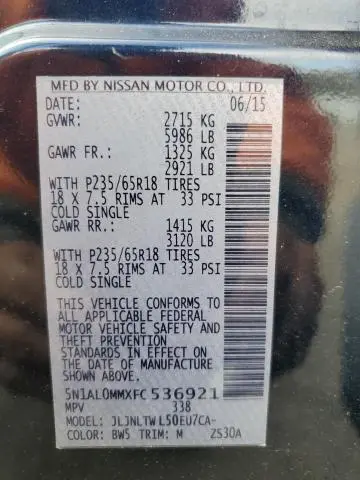 MFD BY NISSAN MOTOR CO., LTD.
DATE: 06/15
GVWR: 2715 KG
5986 LB
GAWR FR.: 1325 KG
2921 LB
WITH P235/65R18 TIRES
18 X 7.5 RIMS AT 33 PSI
COLD SINGLE
GAWR RR.: 1415 KG
3120 LB
WITH P235/65R18 TIRES
18 X 7.5 RIMS AT 33 PSI
COLD SINGLE
THIS VEHICLE CONFORMS TO
ALL APPLICABLE FEDERAL
MOTOR VEHICLE SAFETY AND
THEFT PREVENTION
STANDARDS IN EFFECT ON
THE DATE OF MANUFACTURE
SHOWN ABOVE.
5N1AL0MMXFC536921
MPV 338
MODEL: JLJNLTWL50EU7CA-
COLOR: BW5 TRIM: M ZS30A